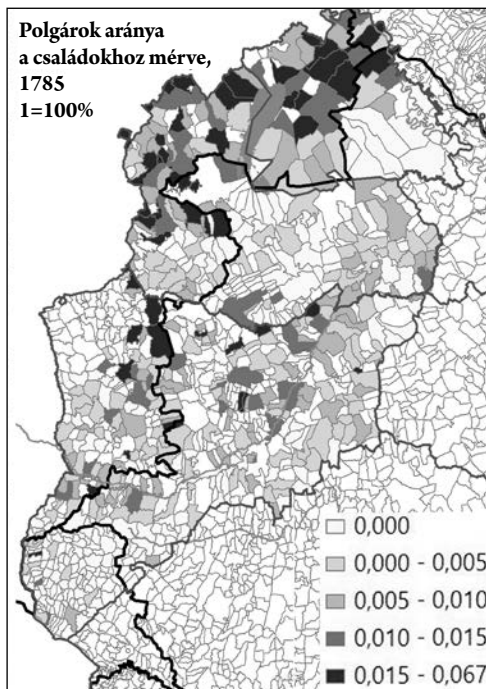 Polgárok aránya
a családokhoz mérve,
1785
1=100%
0,000
0,000 - 0,005
0,005 - 0,010
0,010 - 0,015
0,015 - 0,067